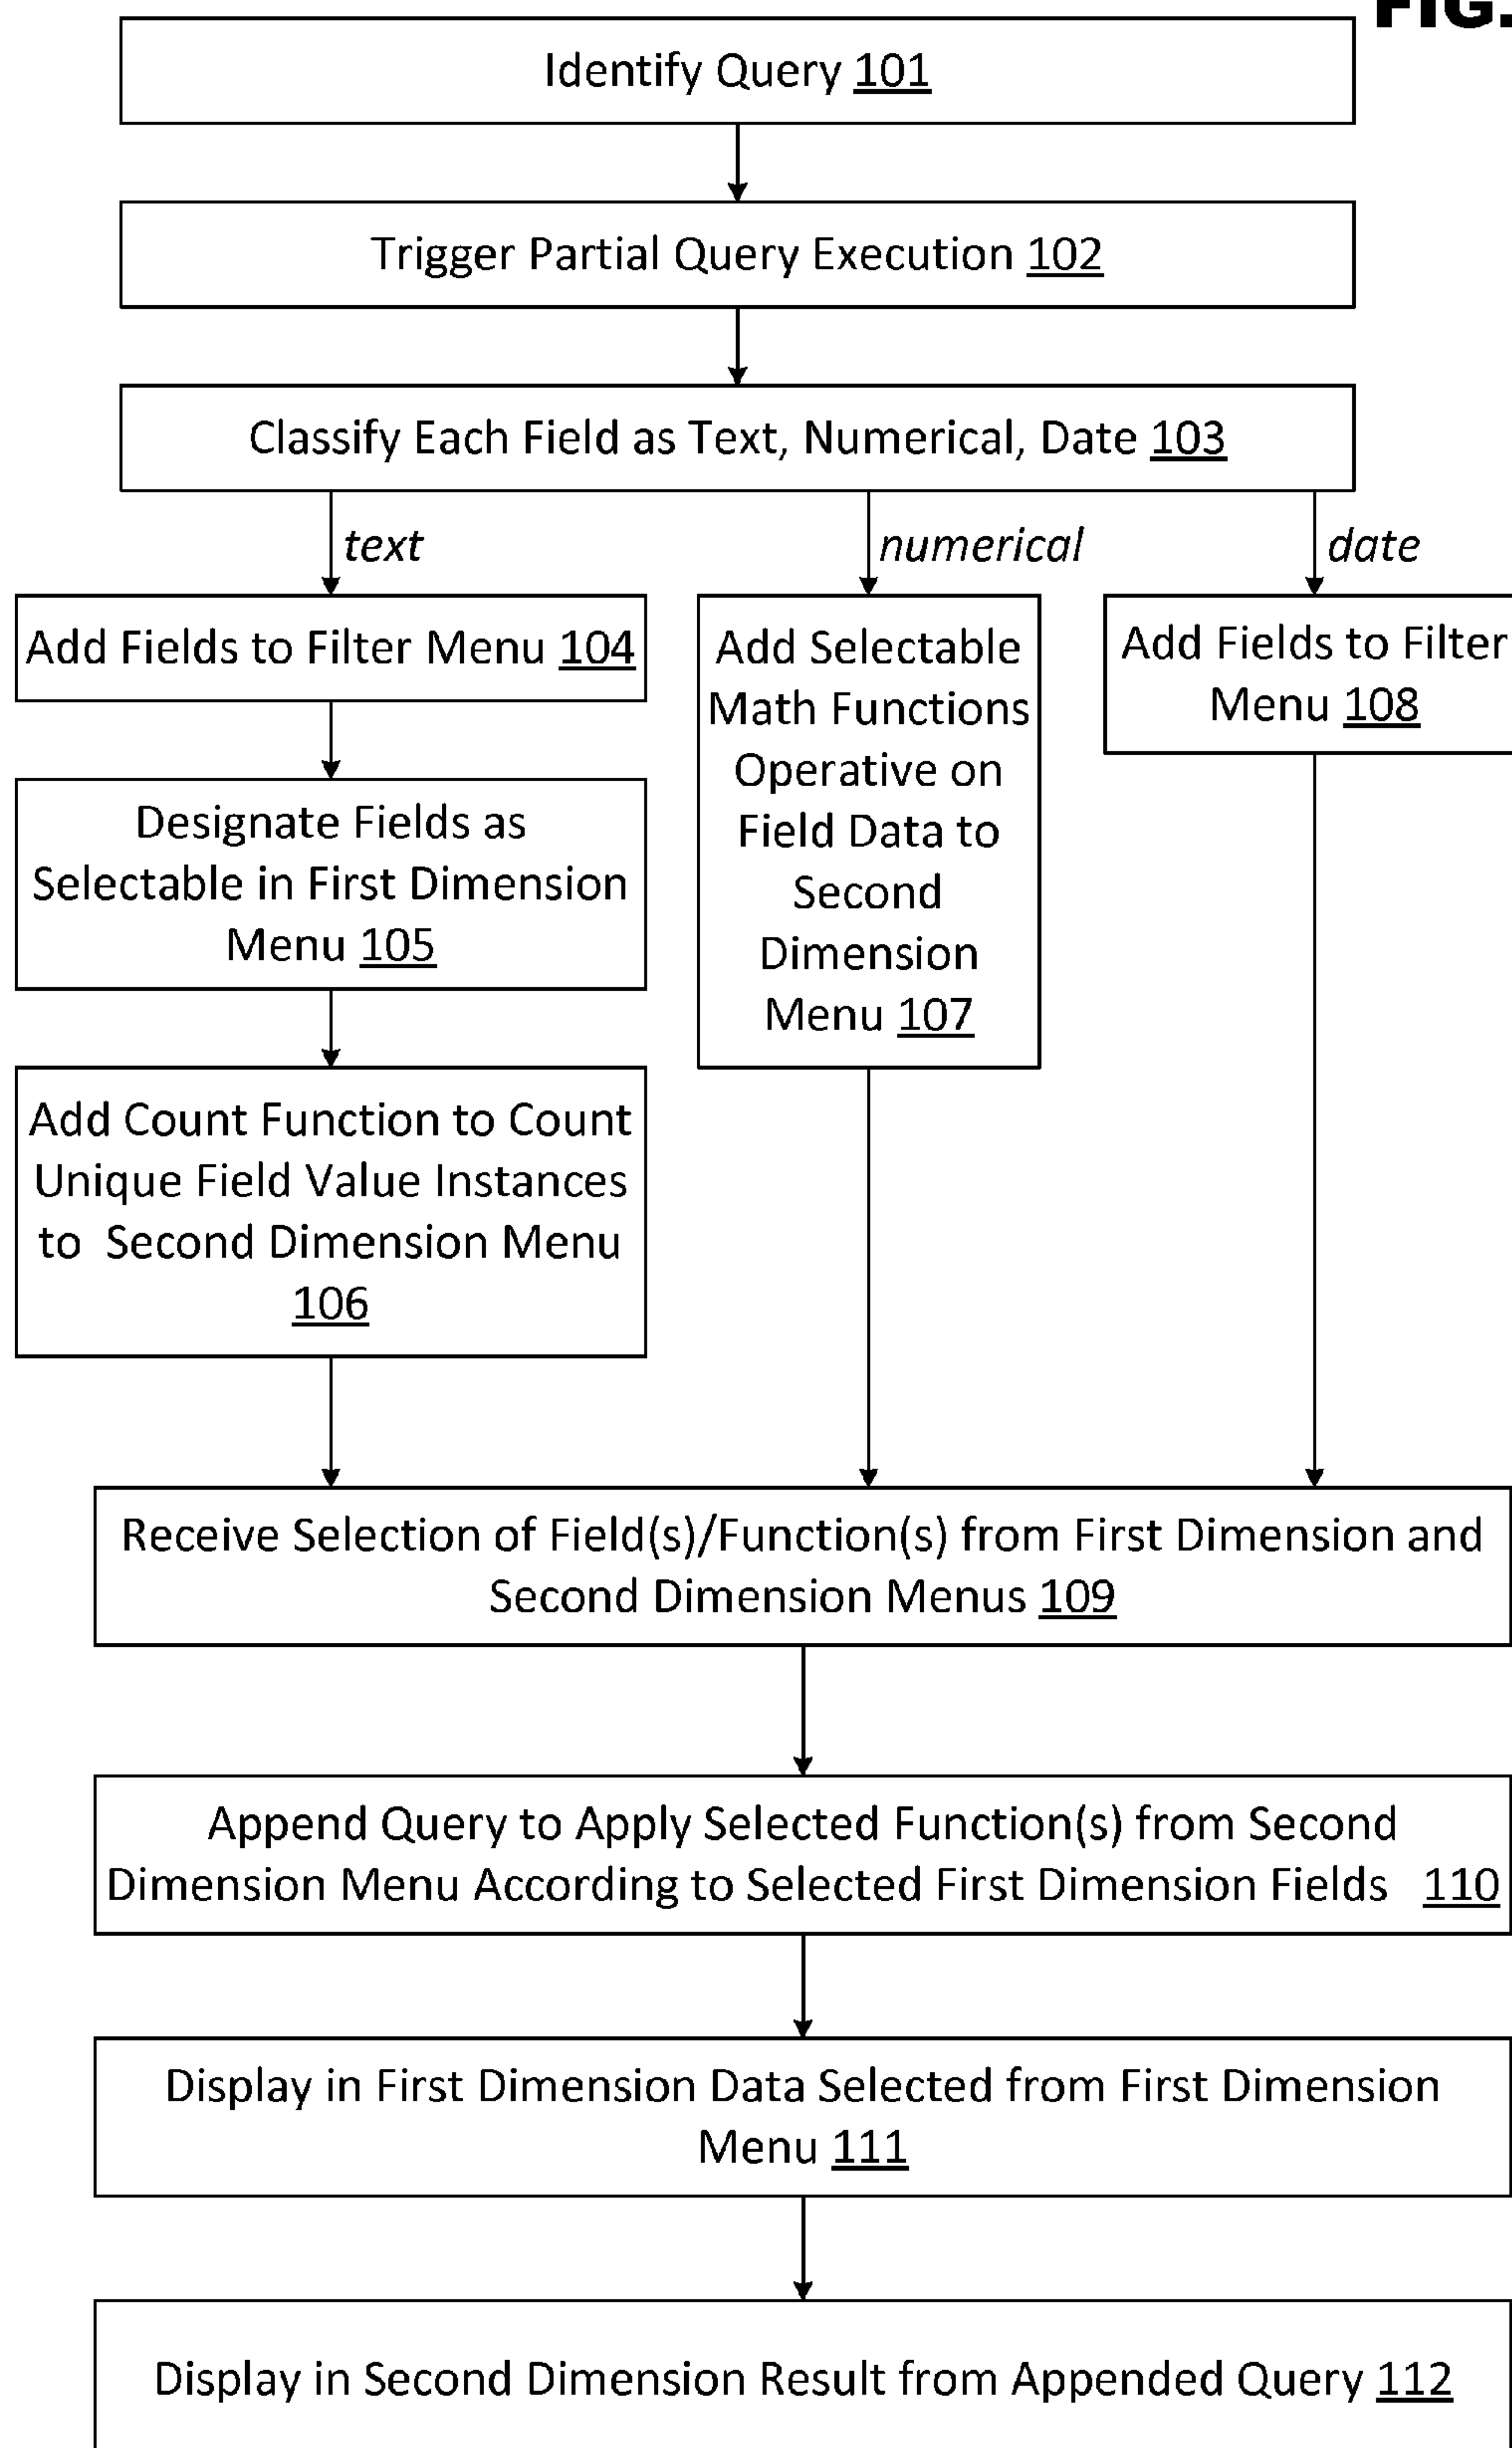 FIG.
Identify Query 101
Trigger Partial Query Execution 102
Classify Each Field as Text, Numerical, Date 103
text
numerical
date
Add Fields to Filter Menu 104
Designate Fields as
Selectable in First Dimension
Menu 105
Add Count Function to Count
Unique Field Value Instances
to Second Dimension Menu
106
Add Selectable
Math Functions
Operative on
Field Data to
Second
Dimension
Menu 107
Add Fields to Filter
Menu 108
Receive Selection of Field(s)/Function(s) from First Dimension and
Second Dimension Menus 109
Append Query to Apply Selected Function(s) from Second
Dimension Menu According to Selected First Dimension Fields 110
Display in First Dimension Data Selected from First Dimension
Menu 111
Display in Second Dimension Result from Appended Query 112